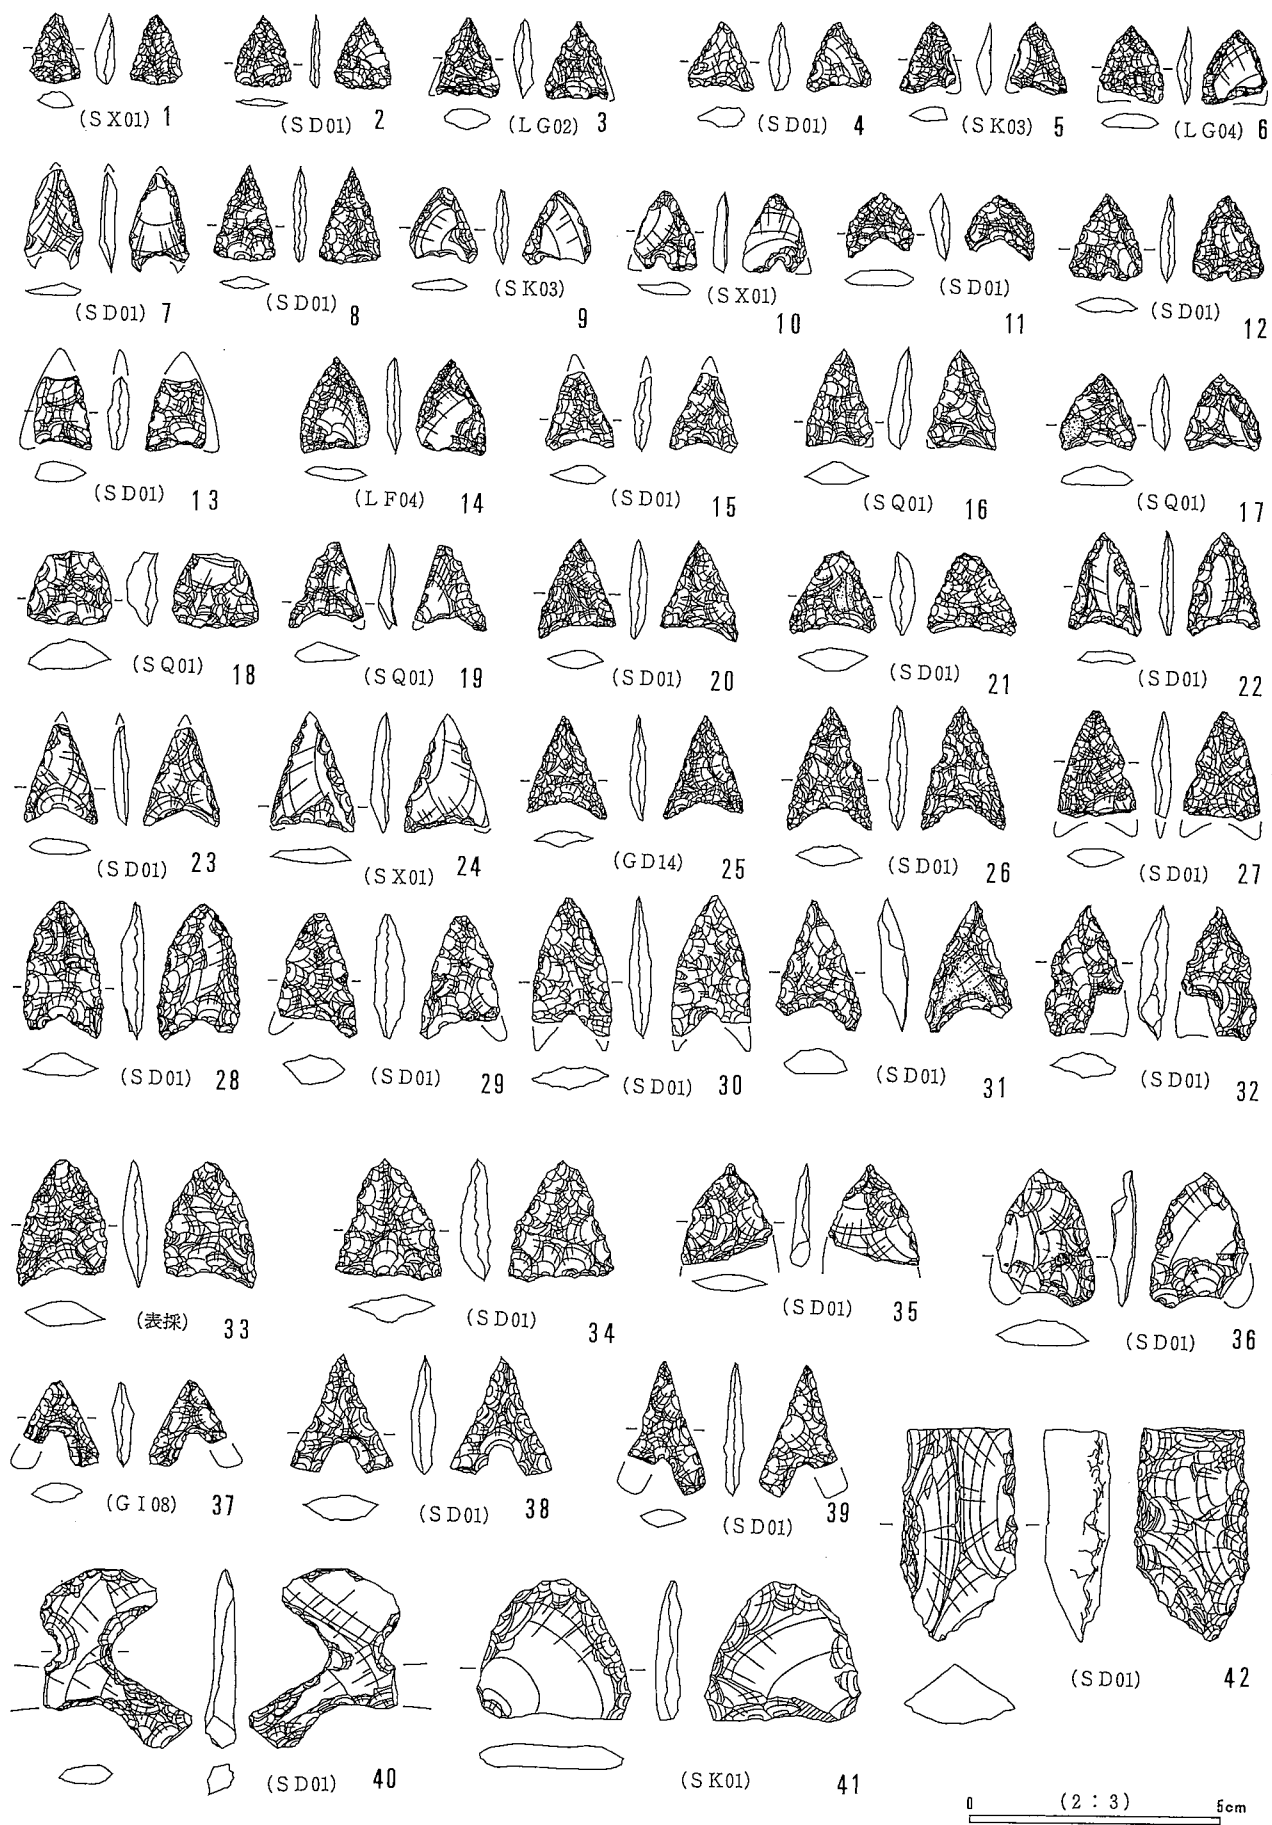 (SX01) 1
(SD01) 2
(LG02) 3
(SD01) 4
(SK03) 5
(LG04) 6
(SD01) 7
(SD01) 8
(SK03) 9
(SX01) 10
(SD01) 11
(SD01) 12
(SD01) 13
(LF04) 14
(SD01) 15
(SQ01) 16
(SQ01) 17
(SQ01) 18
(SQ01) 19
(SD01) 20
(SD01) 21
(SD01) 22
(SD01) 23
(SX01) 24
(GD14) 25
(SD01) 26
(SD01) 27
(SD01) 28
(SD01) 29
(SD01) 30
(SD01) 31
(SD01) 32
(表採) 33
(SD01) 34
(SD01) 35
(SD01) 36
(GI08) 37
(SD01) 38
(SD01) 39
(SD01) 40
(SK01) 41
(SD01) 42
0 (2:3) 5cm